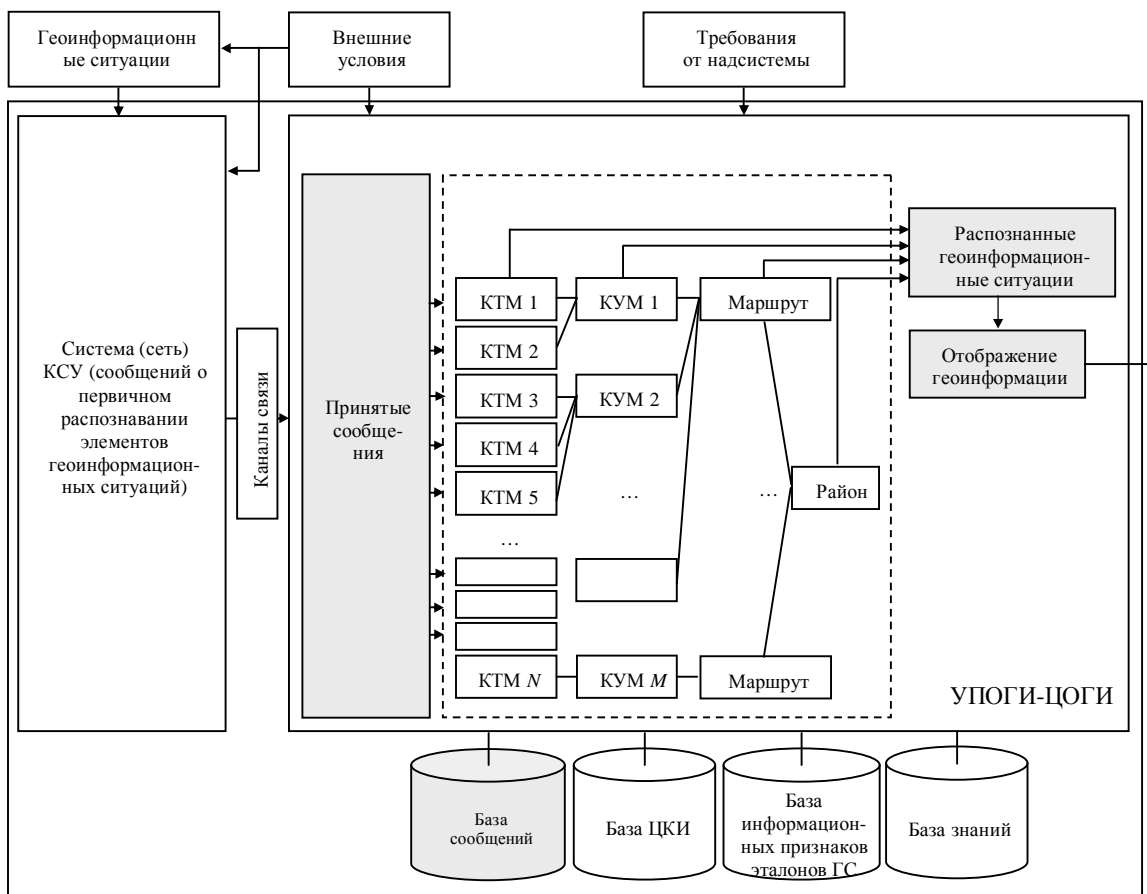 Геоинформационн
ые ситуации
Внешние
условия
Требования
от надсистемы
Система (сеть)
КСУ (сообщений о
первичном
распознавании
элементов
геоинформацион-
ных ситуаций)
Каналы связи
Принятые
сообще-
ния
КТМ 1
КУМ 1
Маршрут
КТМ 2
КТМ 3
КУМ 2
КТМ 4
КТМ 5
...
...
Район
...
КТМ N
КУМ M
Маршрут
Распознанные
геоинформацион-
ные ситуации
Отображение
геоинформации
УПОГИ-ЦОГИ
База
сообщений
База ЦКИ
База
информацион-
ных признаков
эталонов ГС
База знаний